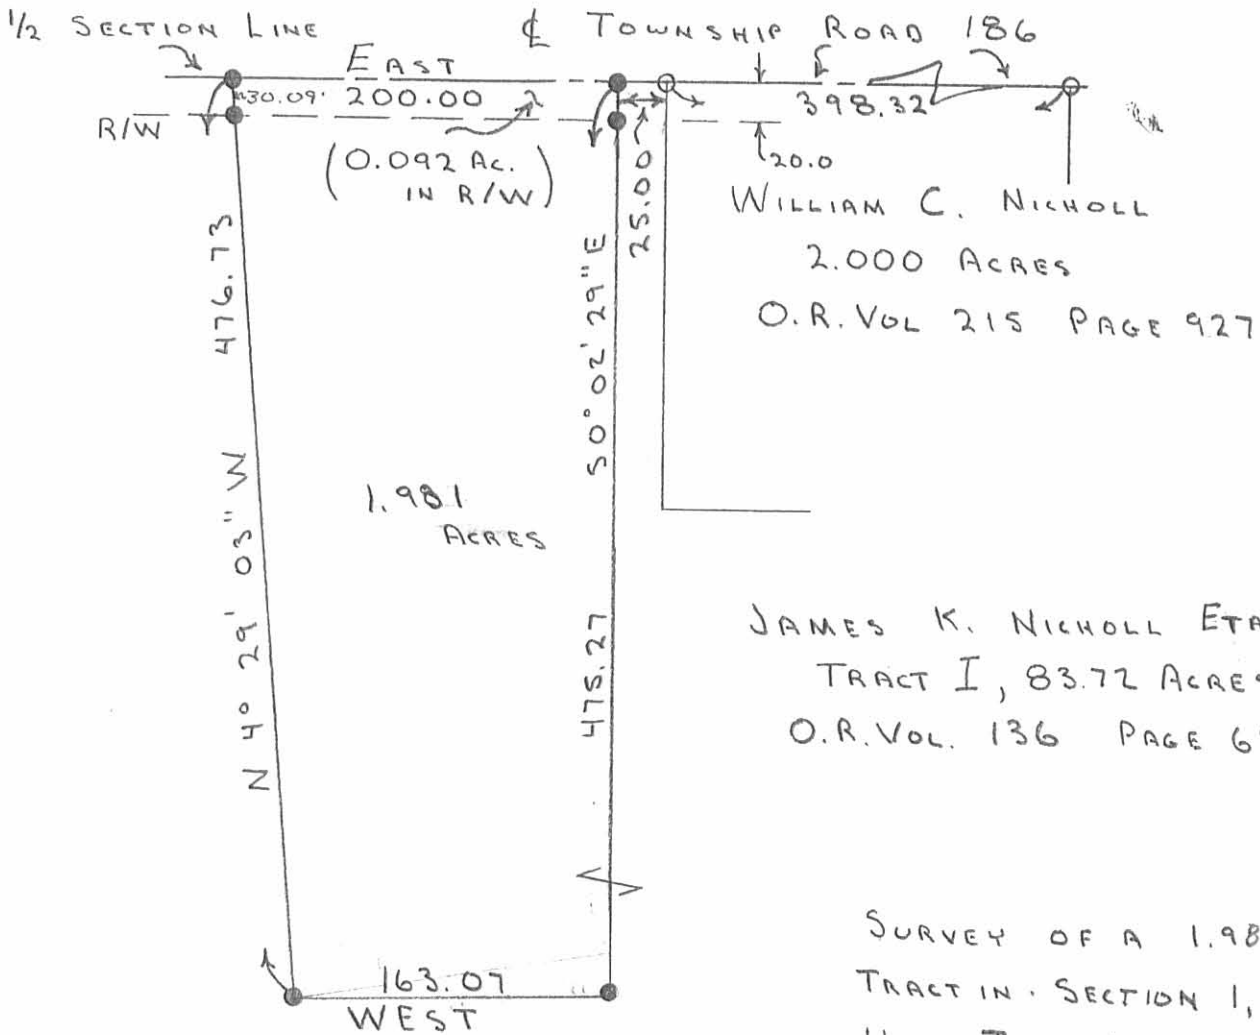 1/2 SECTION LINE
℄ TOWNSHIP ROAD 186
EAST
30.09' 200.00
398.32
R/W
(0.092 AC.
IN R/W)
20.0
25.00
WILLIAM C. NICHOLL
2.000 ACRES
O.R. VOL 215 PAGE 927
476.73
N 4° 29' 03" W
S0° 02' 29" E
475.27
1.981
ACRES
JAMES K. NICHOLL
TRACT I, 83.72
O.R. VOL. 136 PAGE
163.07
WEST
SURVEY OF A
TRACT IN SECTION 1,